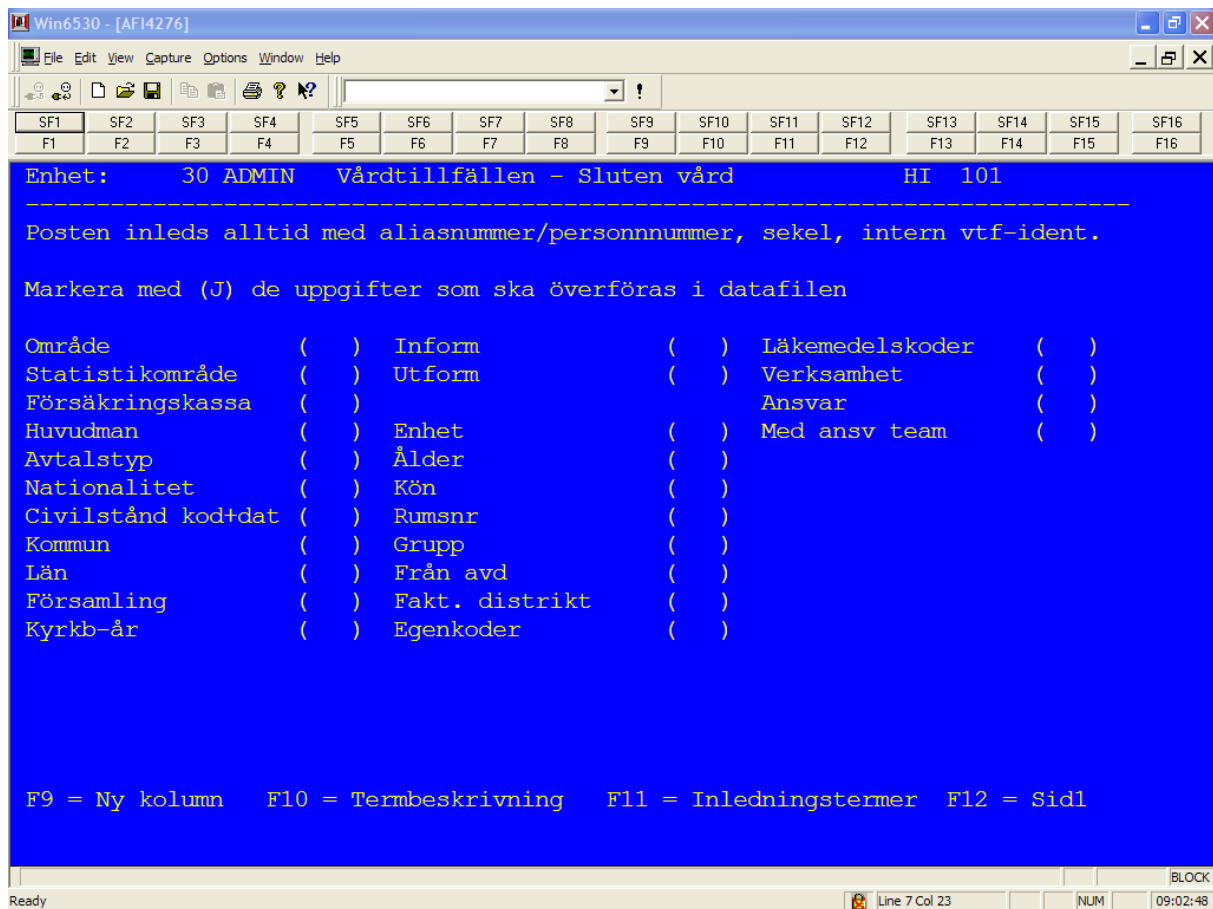 Win6530 - [AFI4276]
File Edit View Capture Options Window Help
SF1 SF2 SF3 SF4 SF5 SF6 SF7 SF8 SF9 SF10 SF11 SF12 SF13 SF14 SF15 SF16
F1 F2 F3 F4 F5 F6 F7 F8 F9 F10 F11 F12 F13 F14 F15 F16
Enhet: 30 ADMIN Vårdtillfällen - Sluten vård HI 101
------------------------------------------------------------------------------
Posten inleds alltid med aliasnummer/personnnummer, sekel, intern vtf-ident.
Markera med (J) de uppgifter som ska överföras i datafilen
Område ( ) Inform ( ) Läkemedelskoder ( )
Statistikområde ( ) Utform ( ) Verksamhet ( )
Försäkringskassa ( ) Ansvar ( )
Huvudman ( ) Enhet ( ) Med ansv team ( )
Avtalstyp ( ) Ålder ( )
Nationalitet ( ) Kön ( )
Civilstånd kod+dat ( ) Rumsnr ( )
Kommun ( ) Grupp ( )
Län ( ) Från avd ( )
Församling ( ) Fakt. distrikt ( )
Kyrkb-år ( ) Egenkoder ( )
F9 = Ny kolumn F10 = Termbeskrivning F11 = Inledningstermer F12 = Sid1
BLOCK
Ready Line 7 Col 23 NUM 09:02:48